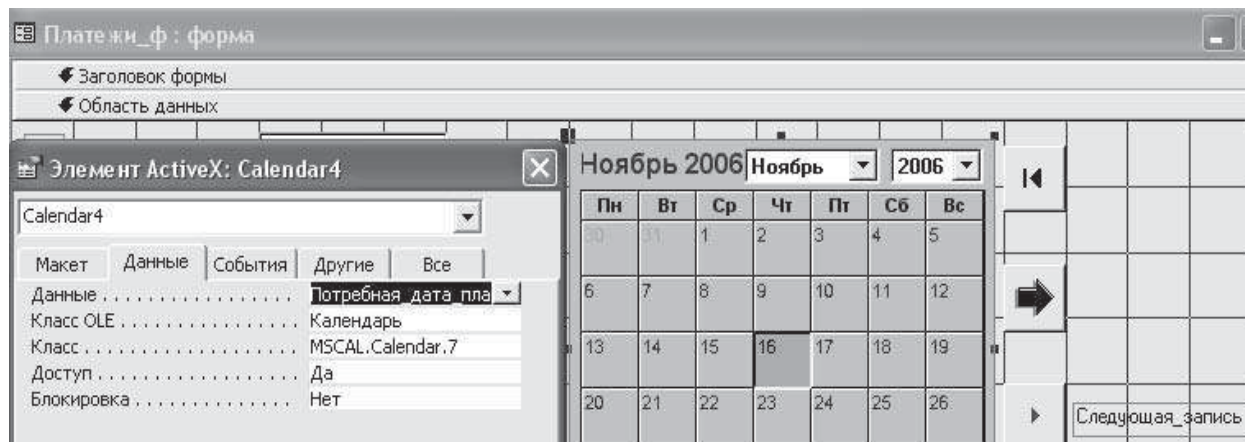 Платежи_ф : форма
Заголовок формы
Область данных
Элемент ActiveX: Calendar4
Calendar4
Макет Данные События Другие Все
Данные . . . . . . . . . . . . . . . . . Потребная_дата_пла
Класс OLE . . . . . . . . . . . . . . . Календарь
Класс . . . . . . . . . . . . . . . . . . . MSCAL.Calendar.7
Доступ . . . . . . . . . . . . . . . . . . Да
Блокировка . . . . . . . . . . . . . . Нет
Ноябрь 2006 Ноябрь 2006
Пн Вт Ср Чт Пт Сб Вс
30 31 1 2 3 4 5
6 7 8 9 10 11 12
13 14 15 16 17 18 19
20 21 22 23 24 25 26
Следующая_запись